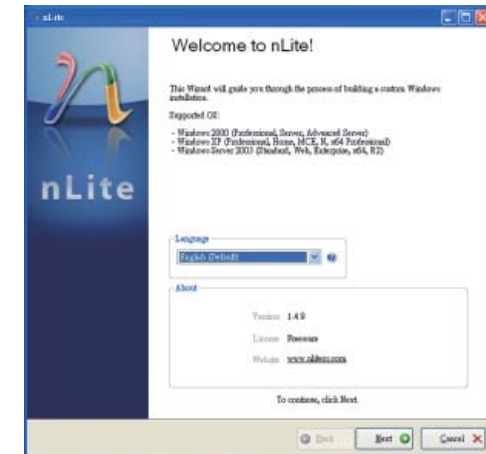 nLite
Welcome to nLite!
This Wizard will guide you through the process of building a custom Windows
installation.
Supported OS:
- Windows 2000 (Professional, Server, Advanced Server)
- Windows XP (Professional, Home, MCE, N, x64 Professional)
- Windows Server 2003 (Standard, Web, Enterprise, x64, R2)
nLite
Language
English (Default)
About
Version 1.4.9
License Freeware
Website www.nliteos.com
To continue, click Next.
Back Next Cancel